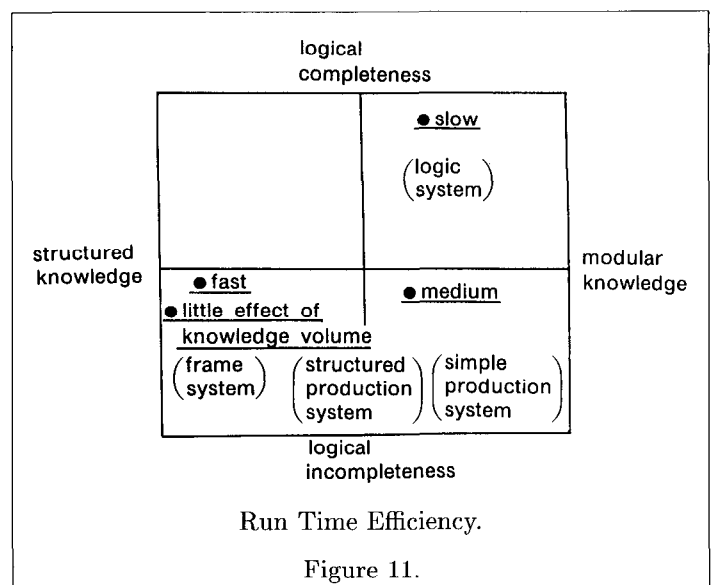 logical
completeness
● slow
(logic
system)
structured
knowledge
modular
knowledge
● fast
● little effect of
knowledge volume
● medium
(frame
system)
(structured
production
system)
(simple
production
system)
logical
incompleteness
Run Time Efficiency.
Figure 11.